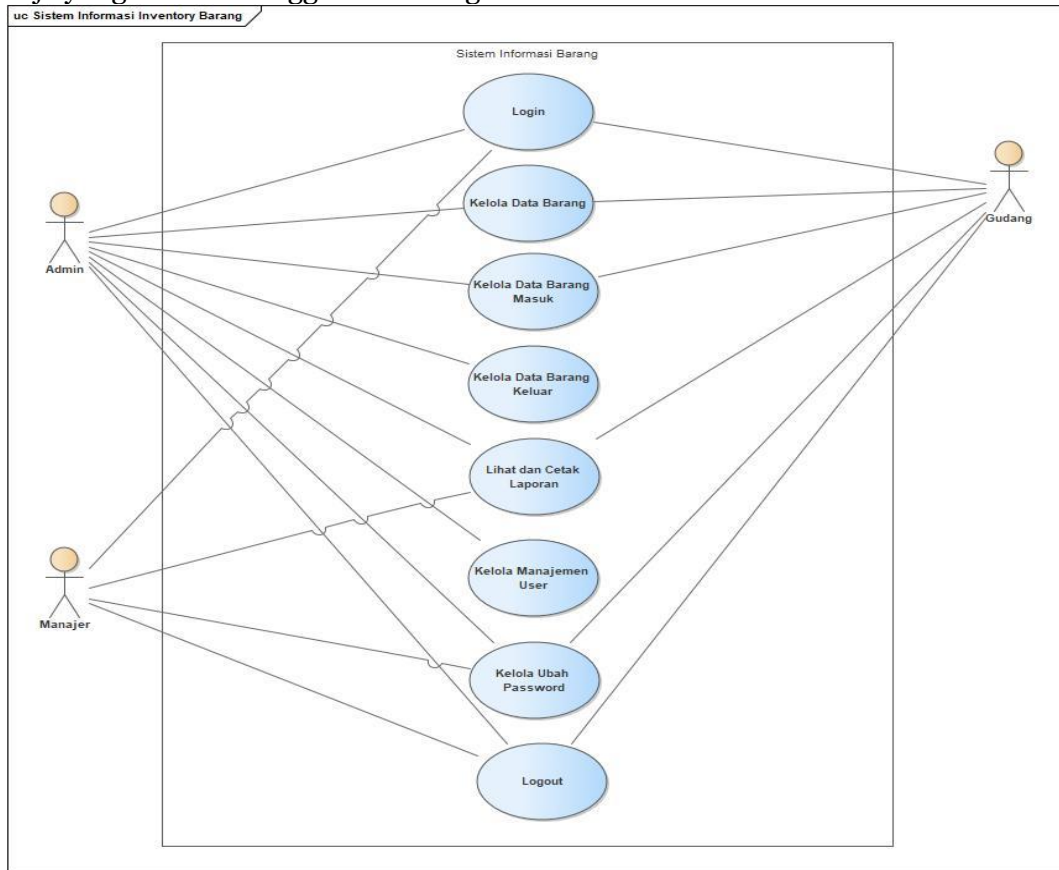 uc Sistem Informasi Inventory Barang
Sistem Informasi Barang
Login
Kelola Data Barang
Gudang
Admin
Kelola Data Barang
Masuk
Kelola Data Barang
Keluar
Lihat dan Cetak
Laporan
Kelola Manajemen
User
Manajer
Kelola Ubah
Password
Logout